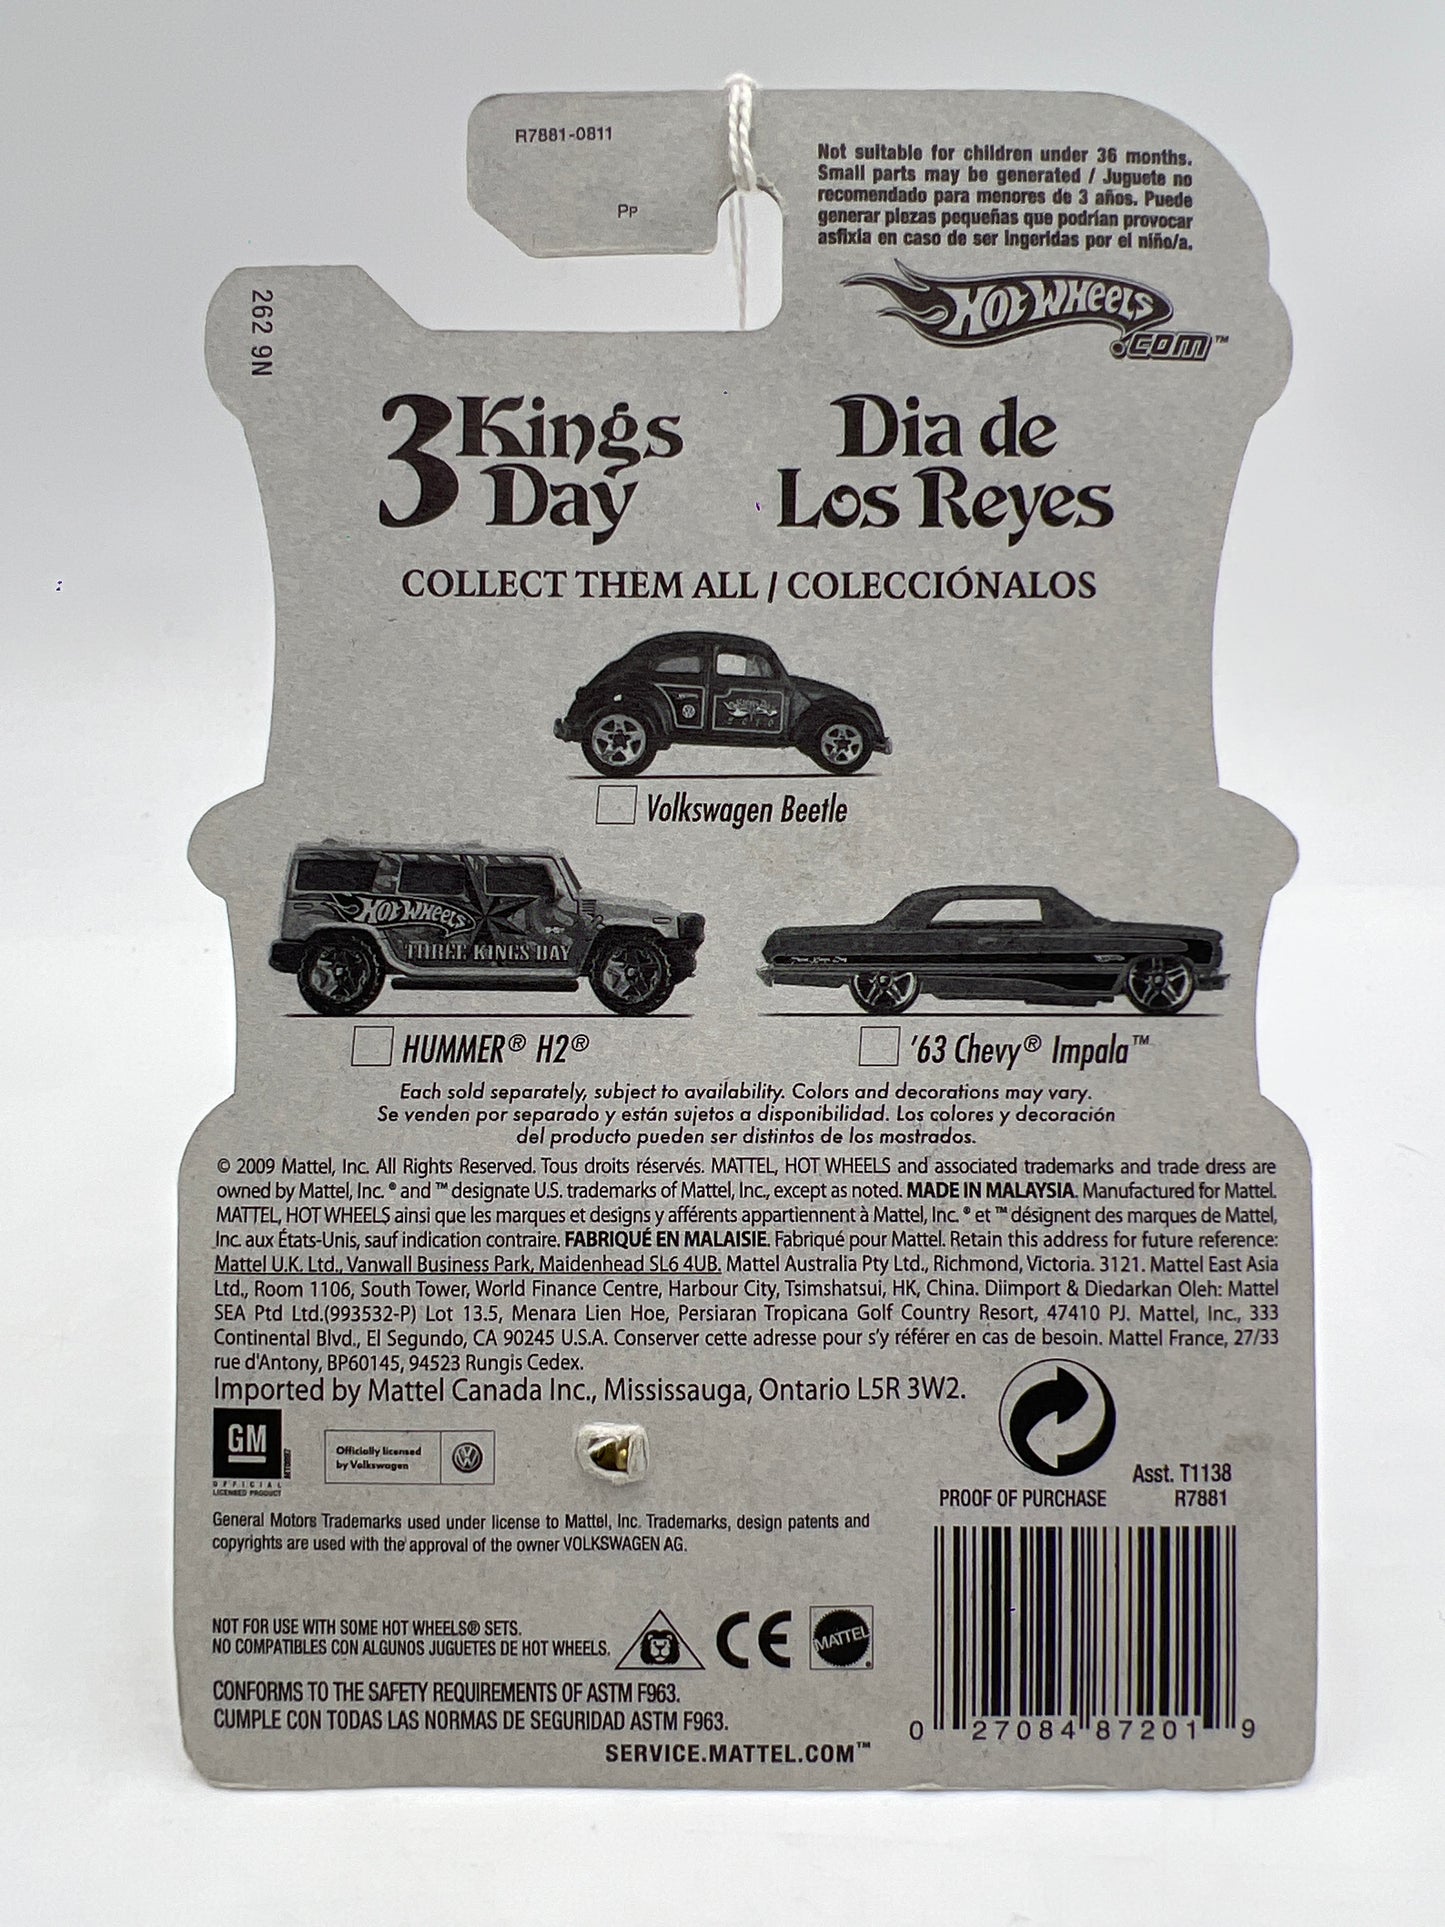 R7881-0811
Pp
262 9N
Not suitable for children under 36 months.
Small parts may be generated / Juguete no
recomendado para menores de 3 años. Puede
generar piezas pequeñas que podrían provocar
asfixia en caso de ser ingeridas por el niño/a.
HOT WHEELS
.COM™
3 Kings Day
Dia de
Los Reyes
COLLECT THEM ALL / COLECCIÓNALOS
Volkswagen Beetle
HOT WHEELS
THREE KINGS DAY
HUMMER® H2®
'63 Chevy® Impala™
Each sold separately, subject to availability. Colors and decorations may vary.
Se venden por separado y están sujetos a disponibilidad. Los colores y decoración
del producto pueden ser distintos de los mostrados.
© 2009 Mattel, Inc. All Rights Reserved. Tous droits réservés. MATTEL, HOT WHEELS and associated trademarks and trade dress are
owned by Mattel, Inc. ® and ™ designate U.S. trademarks of Mattel, Inc., except as noted. MADE IN MALAYSIA. Manufactured for Mattel.
MATTEL, HOT WHEELS ainsi que les marques et designs y afférents appartiennent à Mattel, Inc. ® et ™ désignent des marques de Mattel,
Inc. aux États-Unis, sauf indication contraire. FABRIQUÉ EN MALAISIE. Fabriqué pour Mattel. Retain this address for future reference:
Mattel U.K. Ltd., Vanwall Business Park, Maidenhead SL6 4UB. Mattel Australia Pty Ltd., Richmond, Victoria. 3121. Mattel East Asia
Ltd., Room 1106, South Tower, World Finance Centre, Harbour City, Tsimshatsui, HK, China. Diimport & Diedarkan Oleh: Mattel
SEA Ptd Ltd.(993532-P) Lot 13.5, Menara Lien Hoe, Persiaran Tropicana Golf Country Resort, 47410 PJ. Mattel, Inc., 333
Continental Blvd., El Segundo, CA 90245 U.S.A. Conserver cette adresse pour s'y référer en cas de besoin. Mattel France, 27/33
rue d'Antony, BP60145, 94523 Rungis Cedex.
Imported by Mattel Canada Inc., Mississauga, Ontario L5R 3W2.
GM
OFFICIAL
LICENSED PRODUCT
Officially licensed
by Volkswagen
Asst. T1138
PROOF OF PURCHASE R7881
General Motors Trademarks used under license to Mattel, Inc. Trademarks, design patents and
copyrights are used with the approval of the owner VOLKSWAGEN AG.
NOT FOR USE WITH SOME HOT WHEELS® SETS.
NO COMPATIBLES CON ALGUNOS JUGUETES DE HOT WHEELS.
CE
MATTEL
CONFORMS TO THE SAFETY REQUIREMENTS OF ASTM F963.
CUMPLE CON TODAS LAS NORMAS DE SEGURIDAD ASTM F963.
SERVICE.MATTEL.COM™
0 27084 87201 9